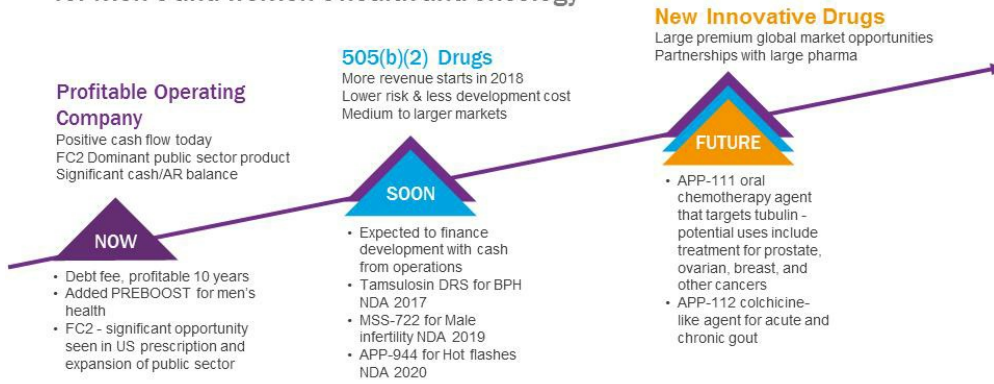 Profitable Operating
Company
Positive cash flow today
FC2 Dominant public sector product
Significant cash/AR balance
NOW
• Debt fee, profitable 10 years
• Added PREBOOST for men's
health
• FC2 - significant opportunity
seen in US prescription and
expansion of public sector
505(b)(2) Drugs
More revenue starts in 2018
Lower risk & less development cost
Medium to larger markets
SOON
• Expected to finance
development with cash
from operations
• Tamsulosin DRS for BPH
NDA 2017
• MSS-722 for Male
infertility NDA 2019
• APP-944 for Hot flashes
NDA 2020
New Innovative Drugs
Large premium global market opportunities
Partnerships with large pharma
FUTURE
• APP-111 oral
chemotherapy agent
that targets tubulin -
potential uses include
treatment for prostate,
ovarian, breast, and
other cancers
• APP-112 colchicine-
like agent for acute and
chronic gout